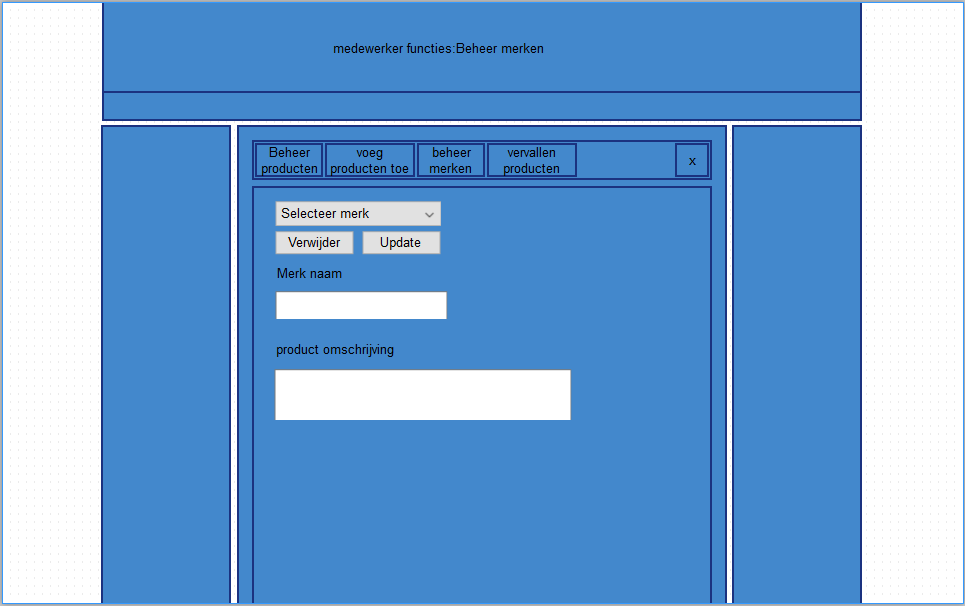 medewerker functies:Beheer merken
Beheer
producten
voeg
producten toe
beheer
merken
vervallen
producten
x
Selecteer merk
Verwijder
Update
Merk naam
product omschrijving